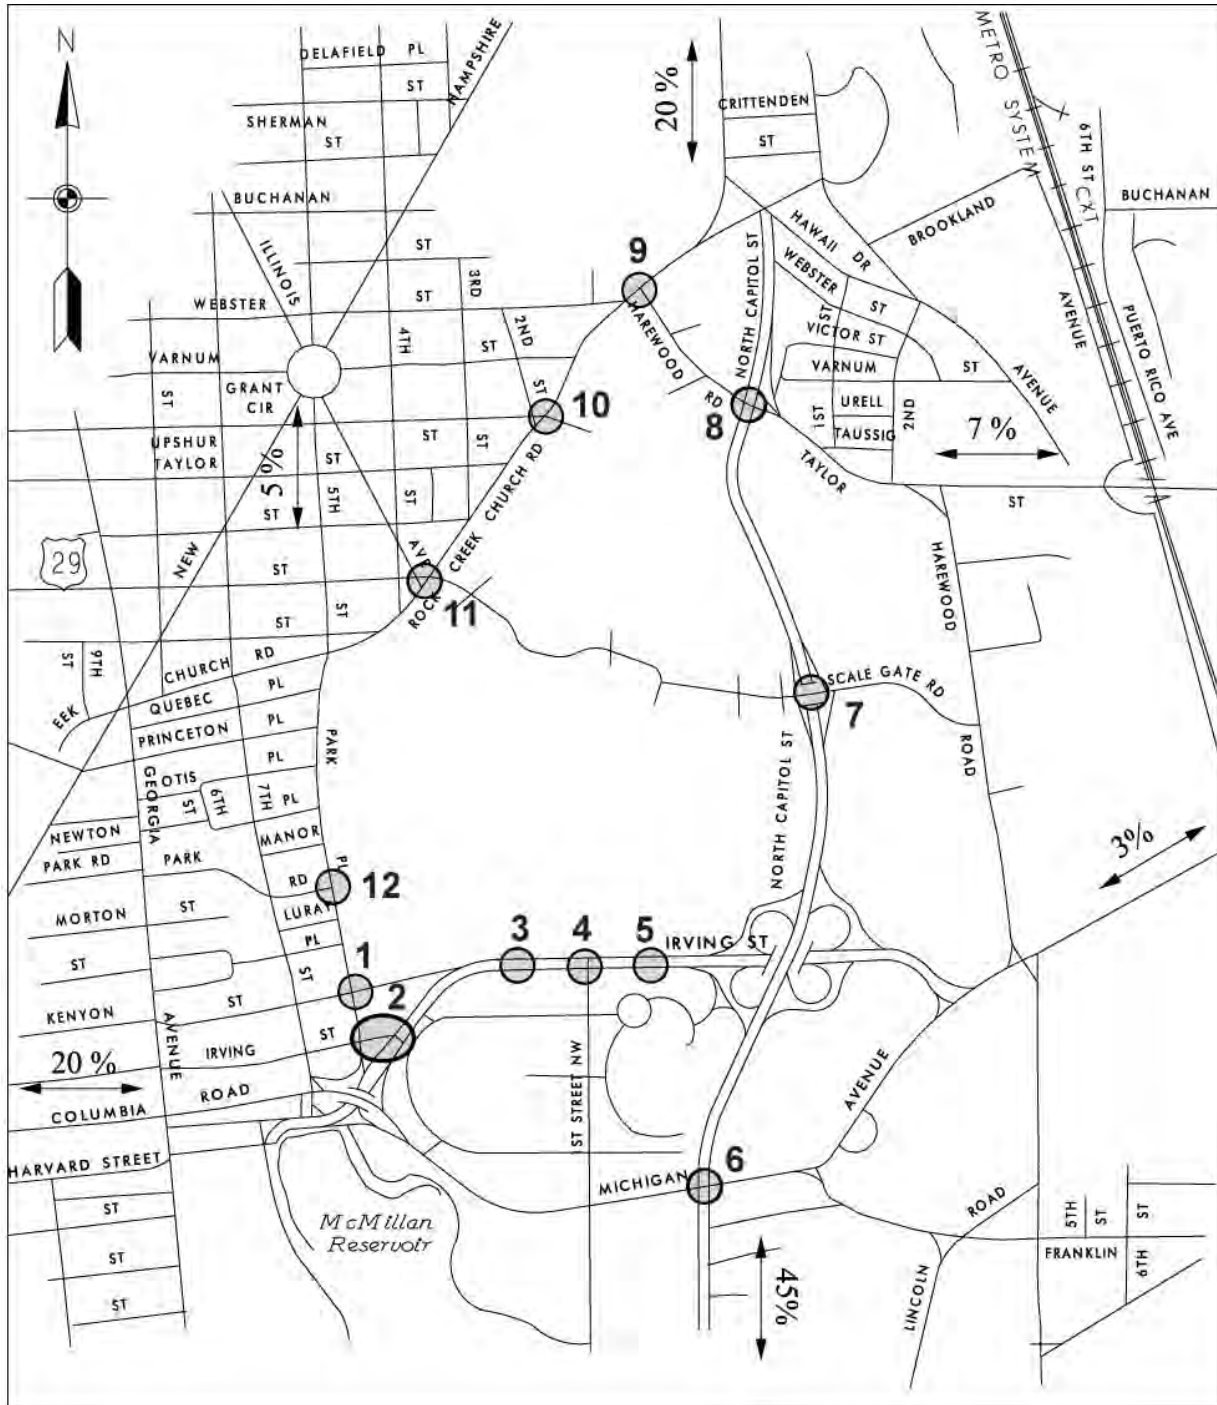 N
DELAFIELD PL
ST
HAMPSHIRE
SHERMAN
ST
BUCHANAN
ST
ILLINOIS
WEBSTER
ST
3RD
4TH
2ND
ST
VARNUM
ST
ST
GRANT
CIR
UPSHUR
ST
ST
TAYLOR
ST
5%
5TH
ST
ST
29
NEW
ST
ST
AVE
ROCK CREEK CHURCH RD
ST
9TH
ST
CHURCH RD
EEK
QUEBEC PL
PRINCETON PL
PARK
PL
OTIS PL
GEORGIA
AVENUE
ST
6TH
7TH
PL
NEWTON
MANOR
PARK RD
PARK
RD
PL
12
MORTON ST
LURAY
PL
ST
ST
1
KENYON ST
2
IRVING ST
20 %
COLUMBIA ROAD
HARVARD STREET
ST
ST
ST
McMillan
Reservoir
20 %
CRITTENDEN
ST
METRO SYSTEM
6TH ST
CXT
BUCHANAN
BROOKLAND
AVENUE
PUERTO RICO AVE
HAWAII DR
9
NORTH CAPITOL ST
WEBSTER
ST
1ST ST
VICTOR ST
ST
VARNUM
AVENUE
HAREWOOD
RD
10
8
1ST
URELL
2ND
TAUSSIG
7 %
TAYLOR
ST
11
HAREWOOD
ROAD
SCALE GATE RD
7
NORTH CAPITOL ST
3%
3
4
5
IRVING ST
1ST STREET NW
AVENUE
MICHIGAN
6
45%
ROAD
LINCOLN
5TH
ST
ST
FRANKLIN
6TH